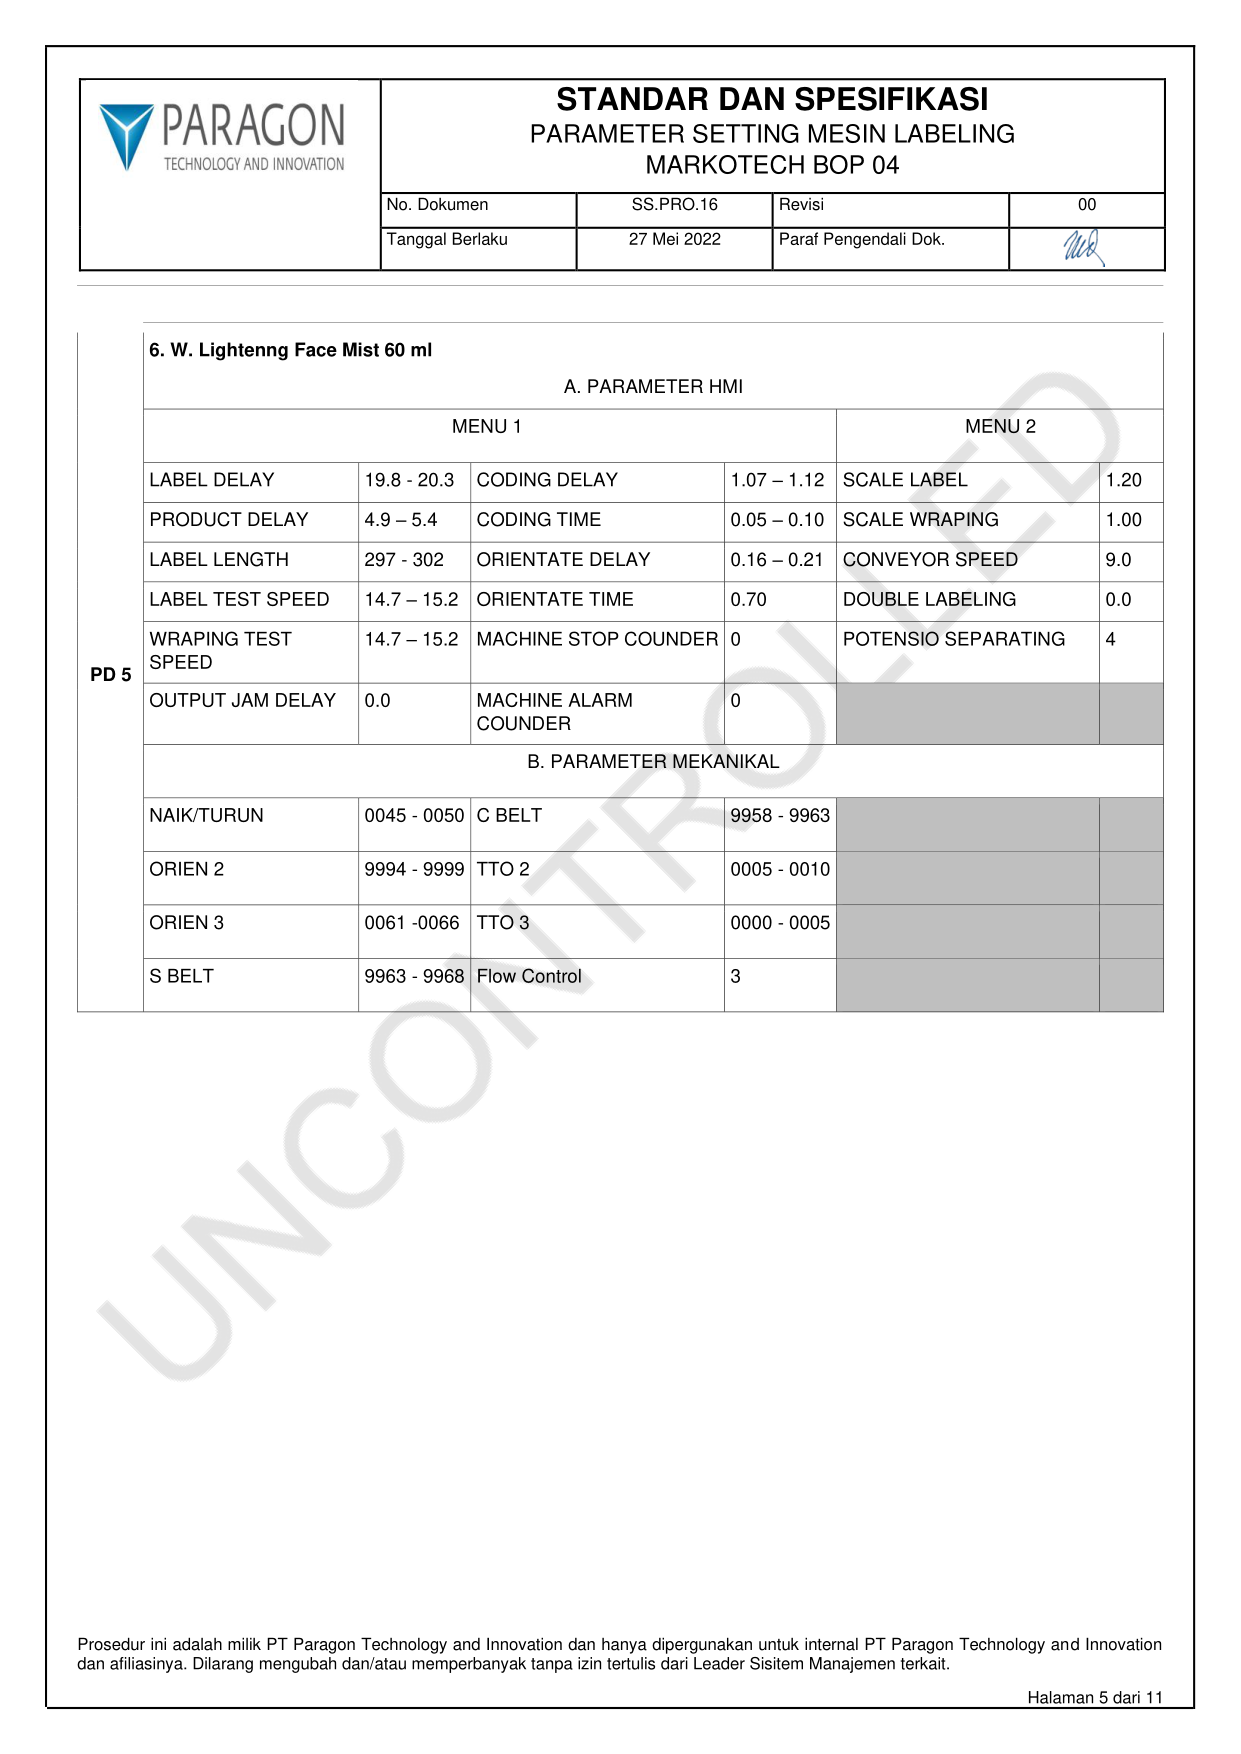 PARAGON
TECHNOLOGY AND INNOVATION
STANDAR DAN SPESIFIKASI
PARAMETER SETTING MESIN LABELING
MARKOTECH BOP 04
No. Dokumen SS.PRO.16 Revisi 00
Tanggal Berlaku 27 Mei 2022 Paraf Pengendali Dok.
6. W. Lightenng Face Mist 60 ml
A. PARAMETER HMI
MENU 1 MENU 2
LABEL DELAY 19.8 - 20.3 CODING DELAY 1.07 – 1.12 SCALE LABEL 1.20
PRODUCT DELAY 4.9 – 5.4 CODING TIME 0.05 – 0.10 SCALE WRAPING 1.00
LABEL LENGTH 297 - 302 ORIENTATE DELAY 0.16 – 0.21 CONVEYOR SPEED 9.0
LABEL TEST SPEED 14.7 – 15.2 ORIENTATE TIME 0.70 DOUBLE LABELING 0.0
WRAPING TEST 14.7 – 15.2 MACHINE STOP COUNDER 0 POTENSIO SEPARATING 4
SPEED
PD 5
OUTPUT JAM DELAY 0.0 MACHINE ALARM 0
COUNDER
B. PARAMETER MEKANIKAL
NAIK/TURUN 0045 - 0050 C BELT 9958 - 9963
ORIEN 2 9994 - 9999 TTO 2 0005 - 0010
ORIEN 3 0061 -0066 TTO 3 0000 - 0005
S BELT 9963 - 9968 Flow Control 3
UNCONTROLLED
Prosedur ini adalah milik PT Paragon Technology and Innovation dan hanya dipergunakan untuk internal PT Paragon Technology and Innovation
dan afiliasinya. Dilarang mengubah dan/atau memperbanyak tanpa izin tertulis dari Leader Sisitem Manajemen terkait.
Halaman 5 dari 11